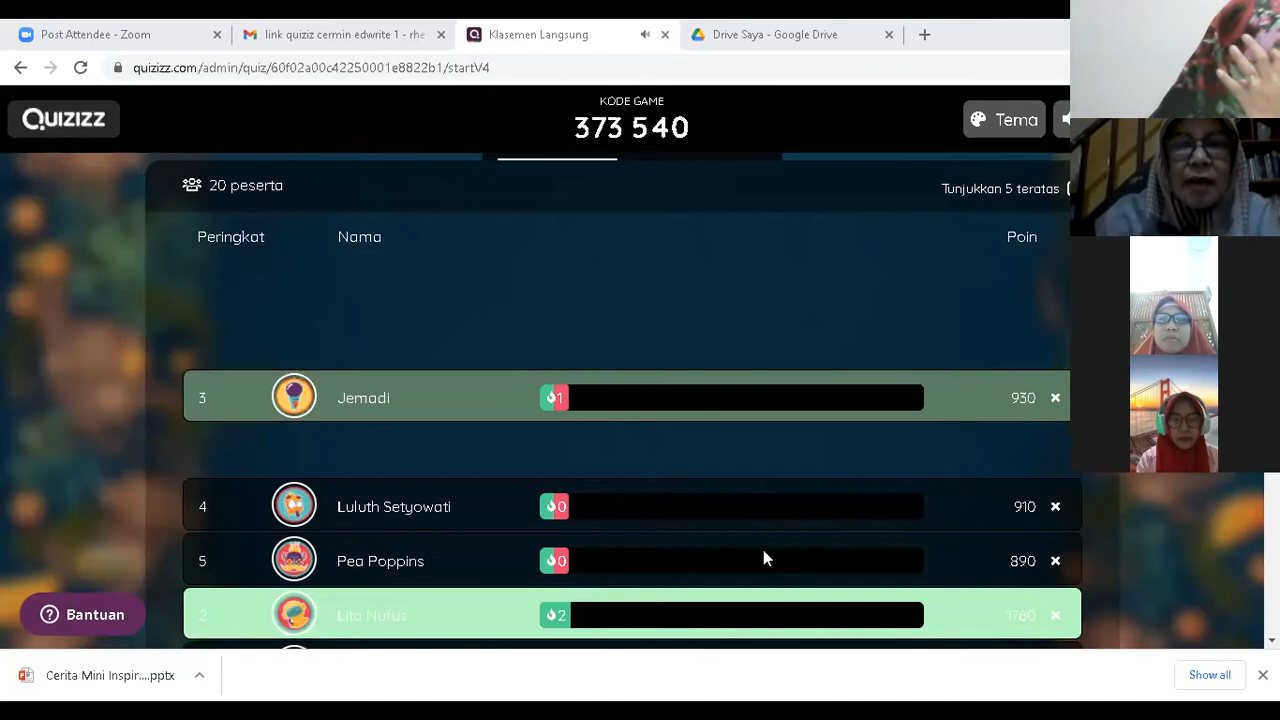 Post Attendee - Zoom
link quiziz cermin edwrite 1 - rhe
Klasemen Langsung
Drive Saya - Google Drive
quizizz.com/admin/quiz/60f02a00c42250001e8822b1/startV4
QUIZIZZ
KODE GAME
373 540
Tema
20 peserta
Tunjukkan 5 teratas
Peringkat Nama Poin
3 Jemadi 1 930
4 Luluth Setyowati 0 910
5 Pea Poppins 0 890
2 Lita Nufus 2 1760
Bantuan
Cerita Mini Inspir....pptx
Show all